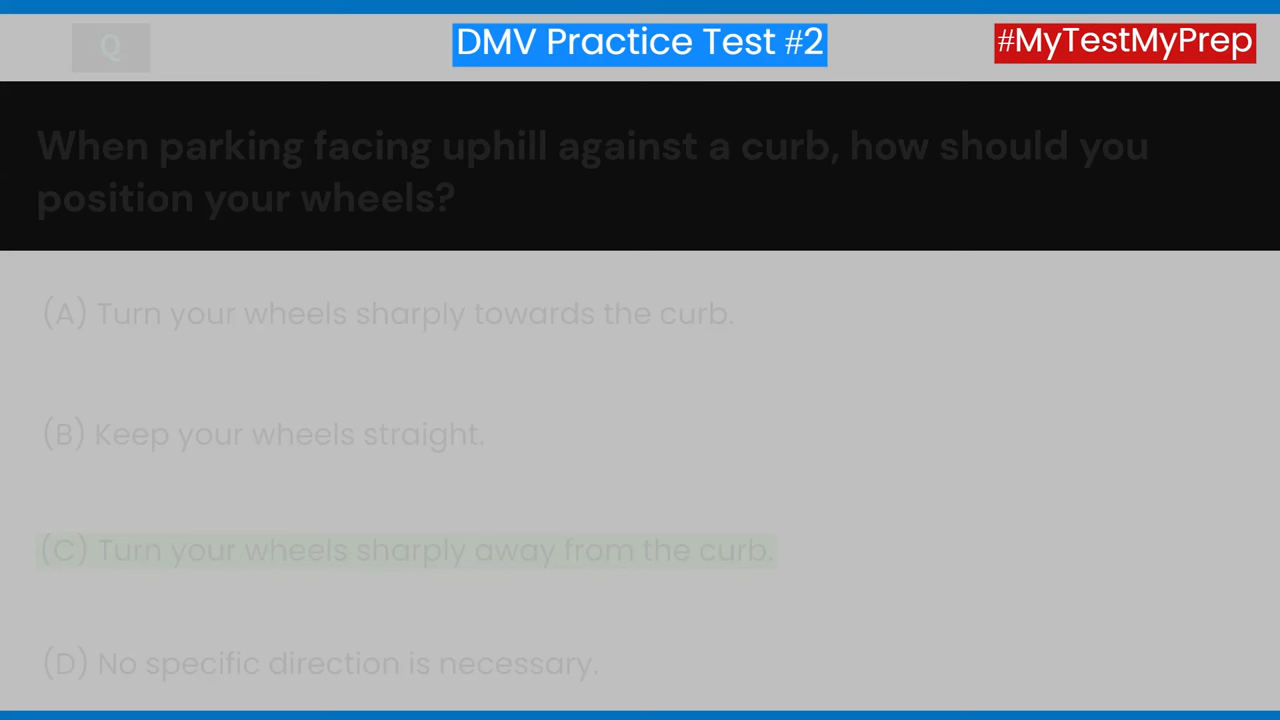 Q
DMV Practice Test #2
#MyTestMyPrep
When parking facing uphill against a curb, how should you
position your wheels?
(A) Turn your wheels sharply towards the curb.
(B) Keep your wheels straight.
(C) Turn your wheels sharply away from the curb.
(D) No specific direction is necessary.